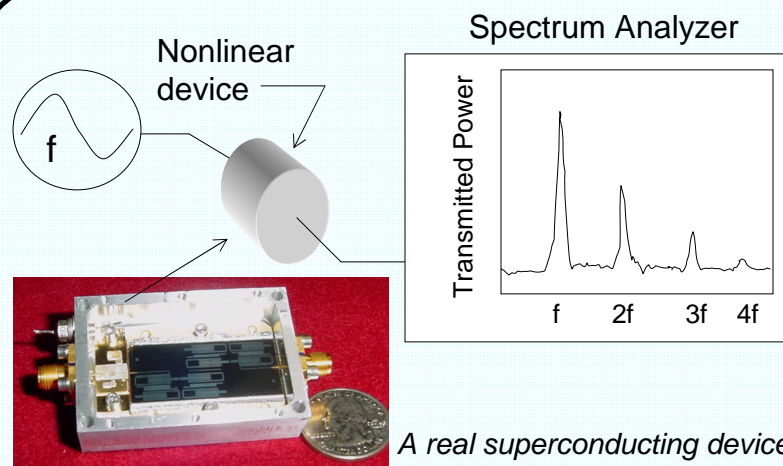 Spectrum Analyzer
Nonlinear
device
f
Transmitted Power
f 2f 3f 4f
A real superconducting device